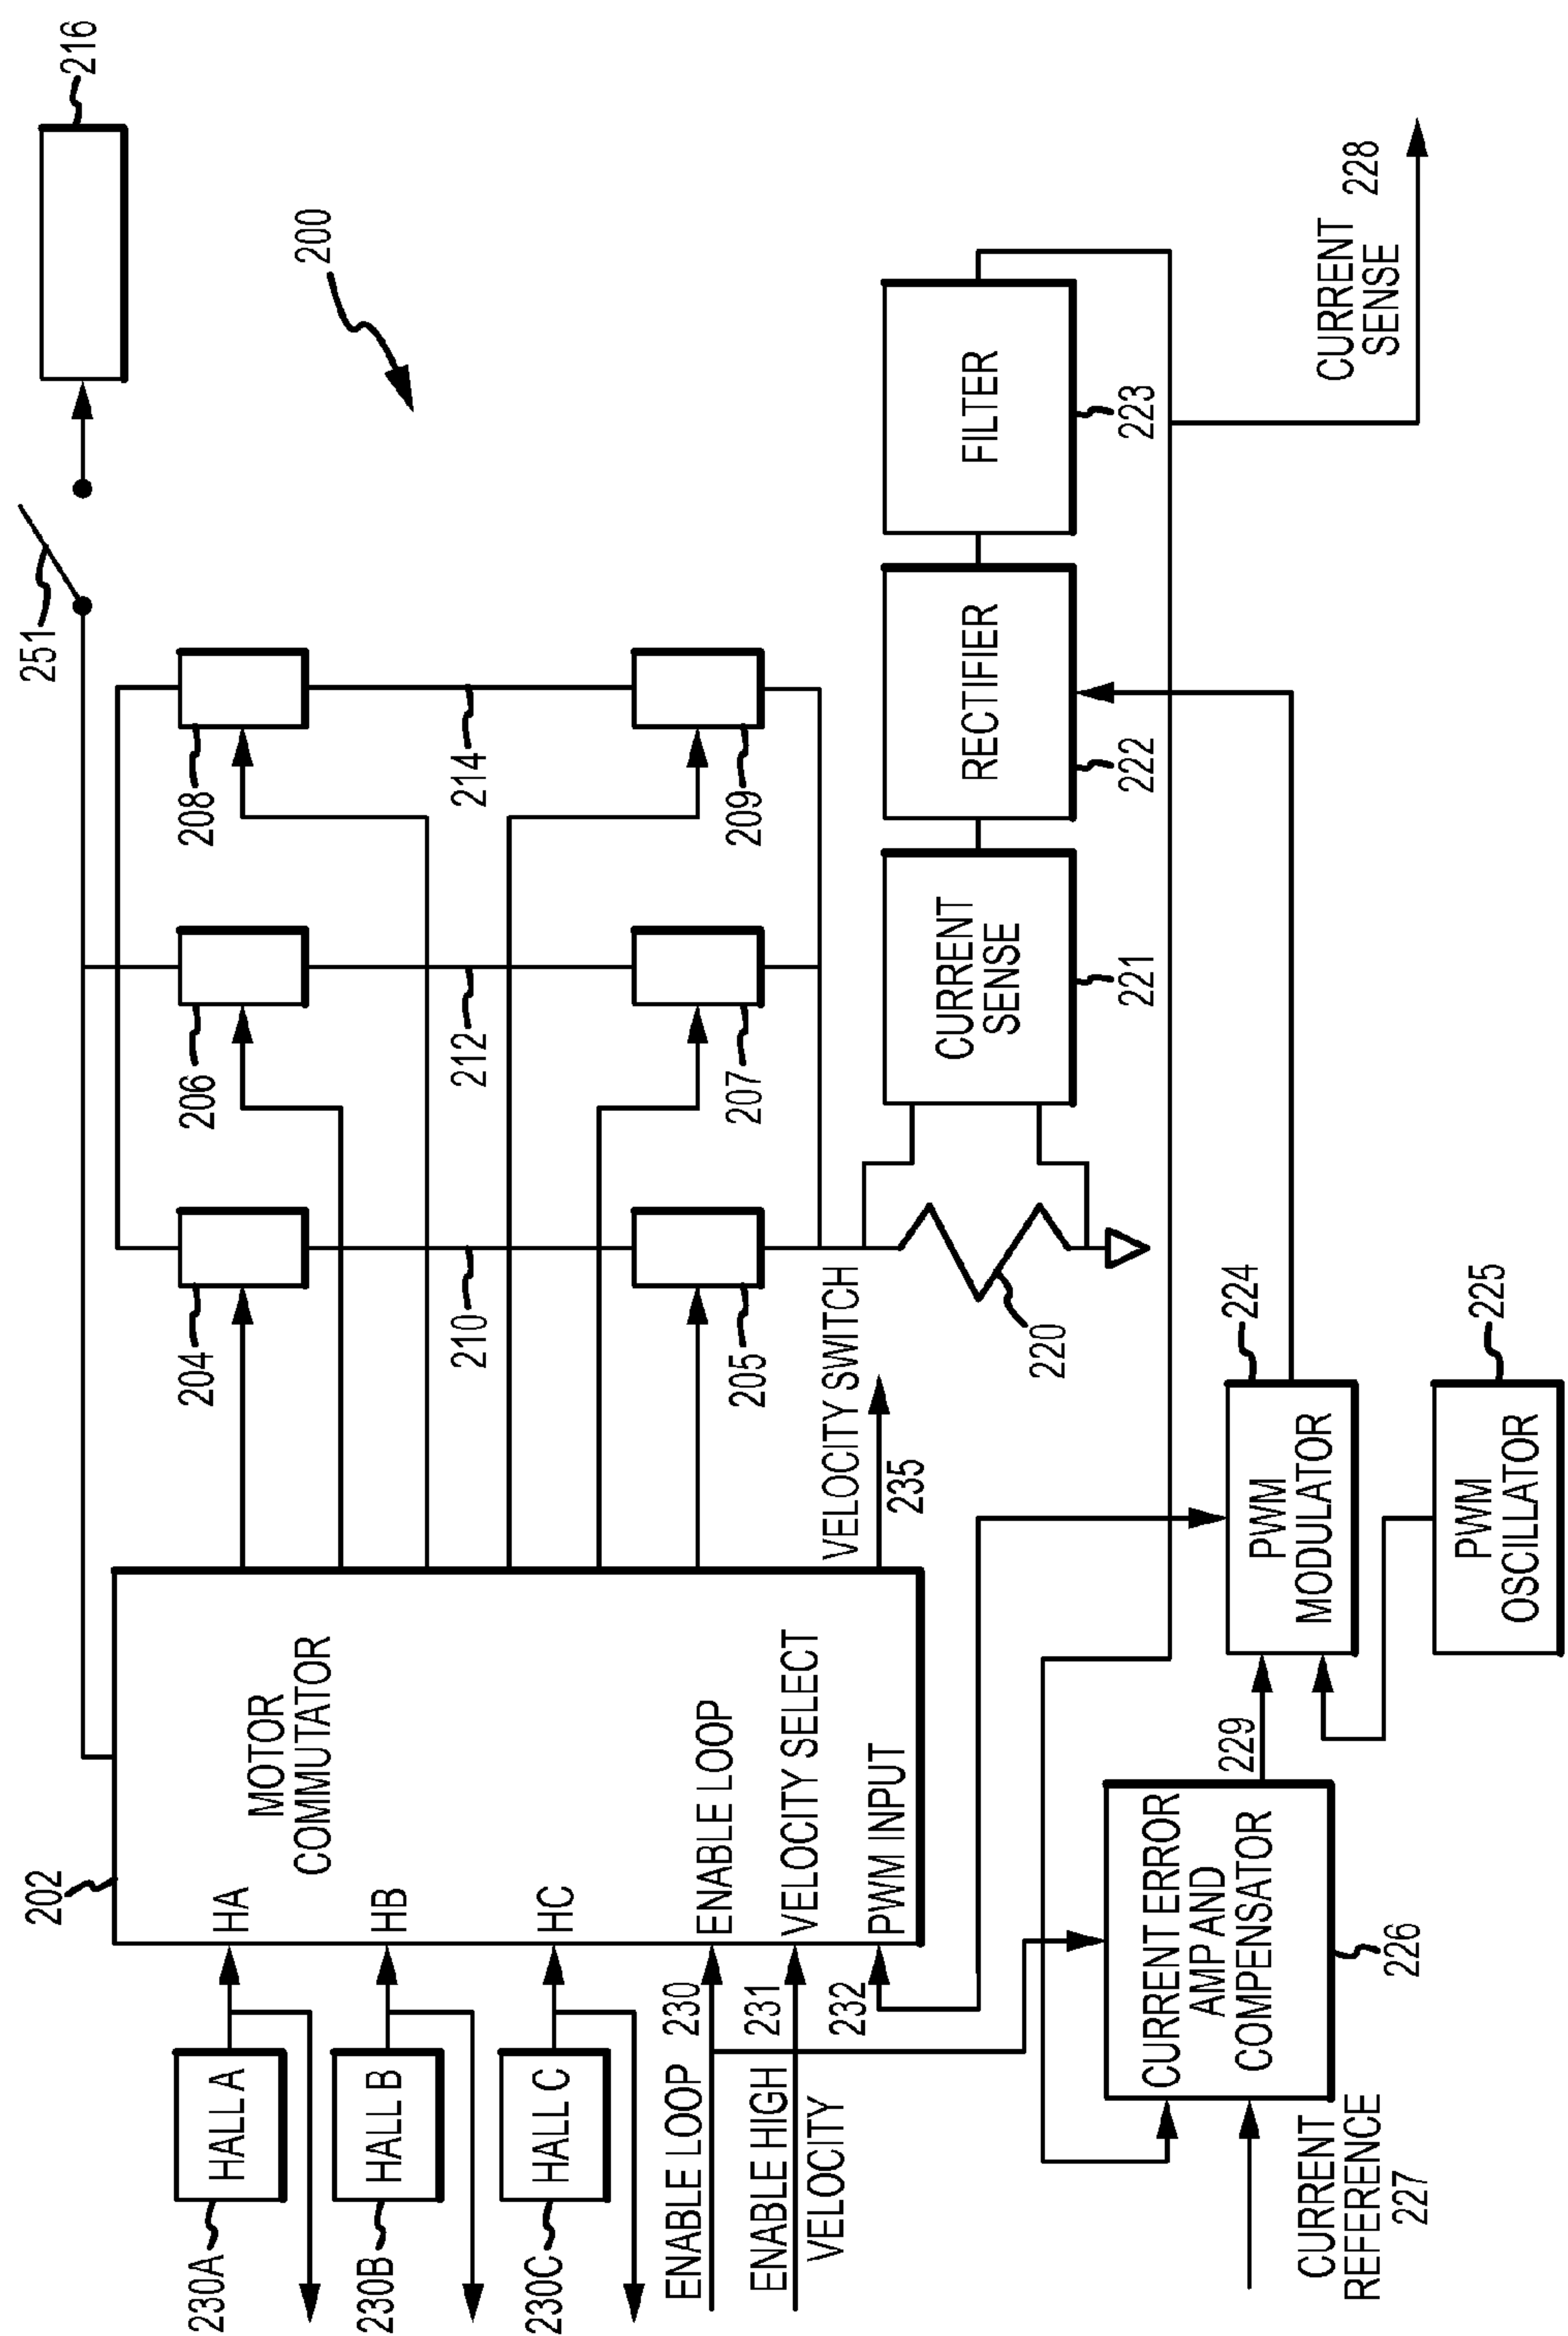 216
251
200
208
214
209
206
212
207
204
210
205
202
MOTOR
COMMUTATOR
HA
HB
HC
ENABLE LOOP
VELOCITY SELECT
PWM INPUT
HALL A
230A
HALL B
230B
HALL C
230C
ENABLE LOOP
230
ENABLE HIGH
VELOCITY
231
232
VELOCITY SWITCH
235
220
CURRENT
SENSE
221
RECTIFIER
222
FILTER
223
CURRENT
SENSE
228
PWM
MODULATOR
224
PWM
OSCILLATOR
225
229
CURRENT ERROR
AMP AND
COMPENSATOR
226
CURRENT
REFERENCE
227